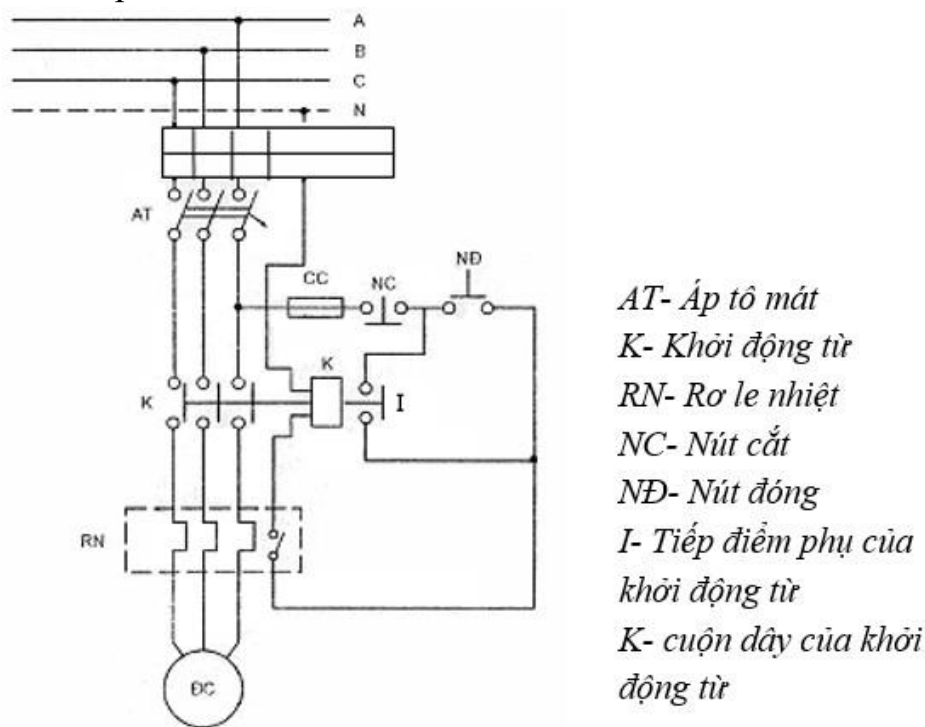 A
B
C
N
AT
CC
NC
NĐ
K
K
I
RN
ĐC
AT- Áp tô mát
K- Khởi động từ
RN- Rơ le nhiệt
NC- Nút cắt
NĐ- Nút đóng
I- Tiếp điểm phụ của
khởi động từ
K- cuộn dây của khởi
động từ